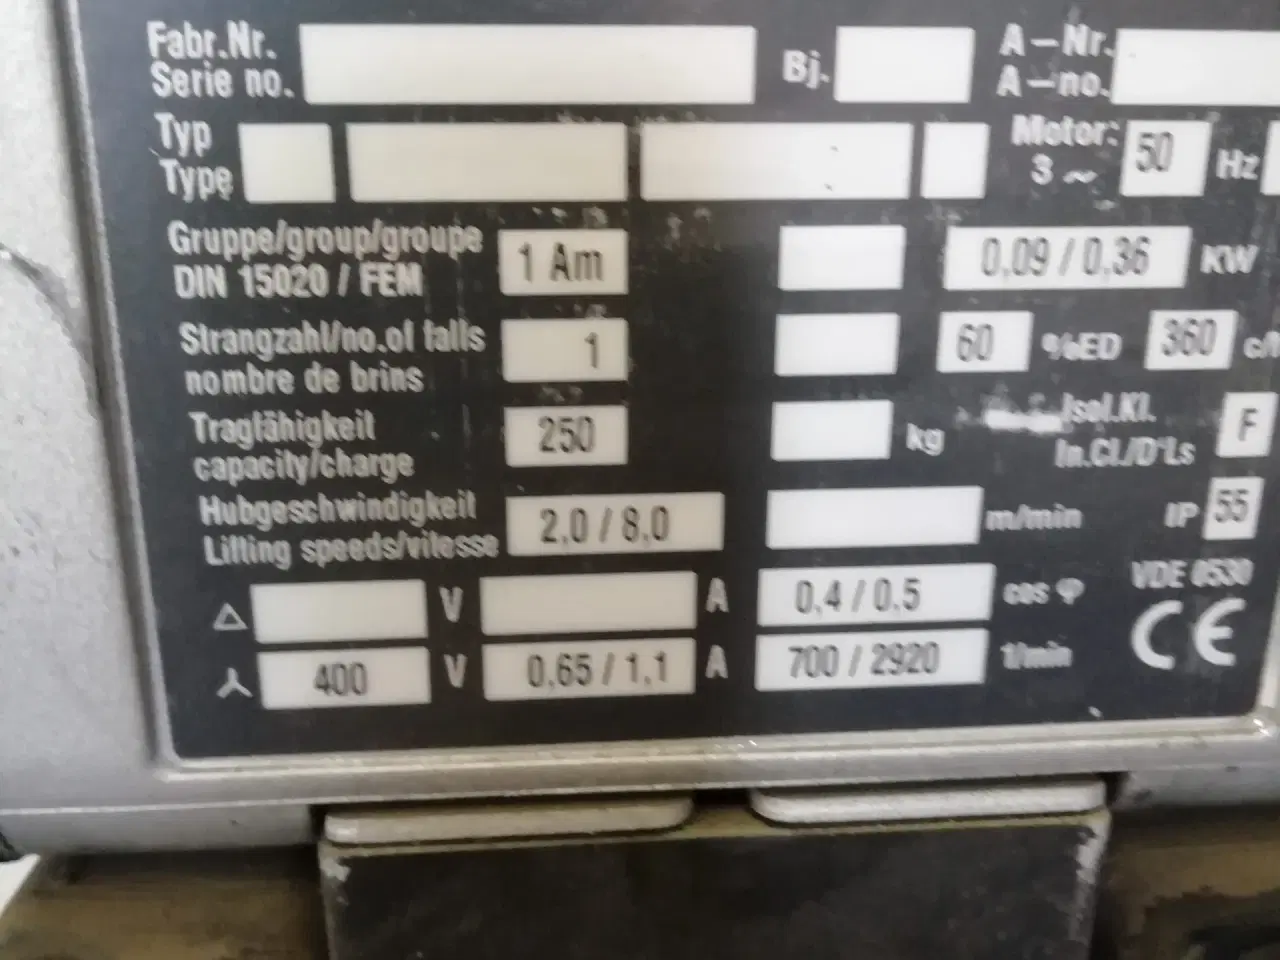 Fabr.Nr.
Serie no.
Bj.
A-Nr.
A-no.
Typ
Type
Motor:
3 ~ 50 Hz
Gruppe/group/groupe
DIN 15020 / FEM
1 Am
0,09 / 0,36 KW
Strangzahl/no.of falls
nombre de brins
1
60 %ED 360
Tragfähigkeit
capacity/charge
250
kg
Isol.Kl.
In.Cl./D'Ls
F
Hubgeschwindigkeit
Lifting speeds/vitesse
2,0 / 8,0
m/min
IP 55
VDE 0530
△ V A 0,4 / 0,5 cos φ
400 V 0,65 / 1,1 A 700 / 2920 1/min
CE